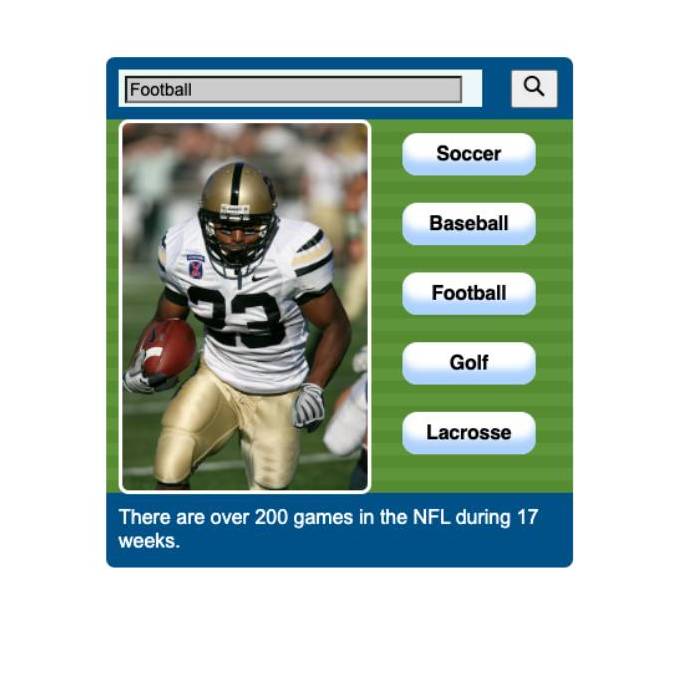 Football
Soccer
Baseball
23
Football
Golf
Lacrosse
There are over 200 games in the NFL during 17
weeks.